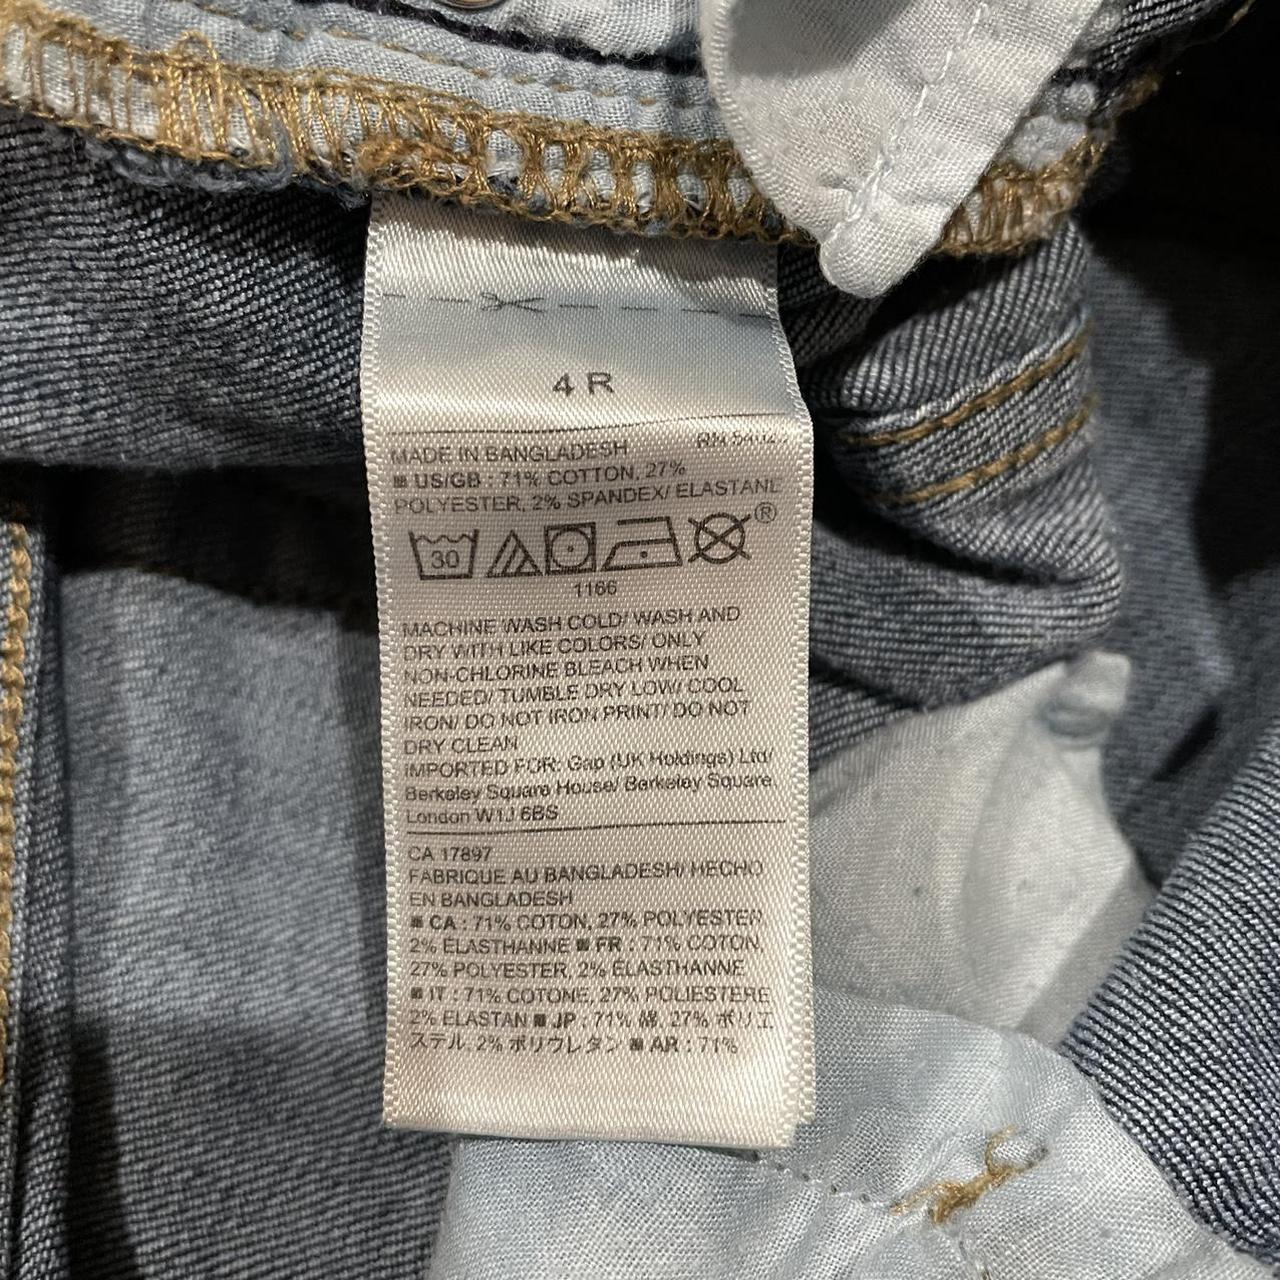 4 R
MADE IN BANGLADESH RN 5402
■ US/GB : 71% COTTON, 27%
POLYESTER, 2% SPANDEX/ ELASTANE
30 ®
1166
MACHINE WASH COLD/ WASH AND
DRY WITH LIKE COLORS/ ONLY
NON-CHLORINE BLEACH WHEN
NEEDED/ TUMBLE DRY LOW/ COOL
IRON/ DO NOT IRON PRINT/ DO NOT
DRY CLEAN
IMPORTED FOR: Gap (UK Holdings) Ltd/
Berkeley Square House/ Berkeley Square,
London W1J 6BS
CA 17897
FABRIQUE AU BANGLADESH/ HECHO
EN BANGLADESH
■ CA : 71% COTON, 27% POLYESTER
2% ELASTHANNE ■ FR : 71% COTON,
27% POLYESTER, 2% ELASTHANNE
■ IT : 71% COTONE, 27% POLIESTERE
2% ELASTAN ■ JP : 71% 綿, 27% ポリエ
ステル, 2% ポリウレタン ■ AR : 71%